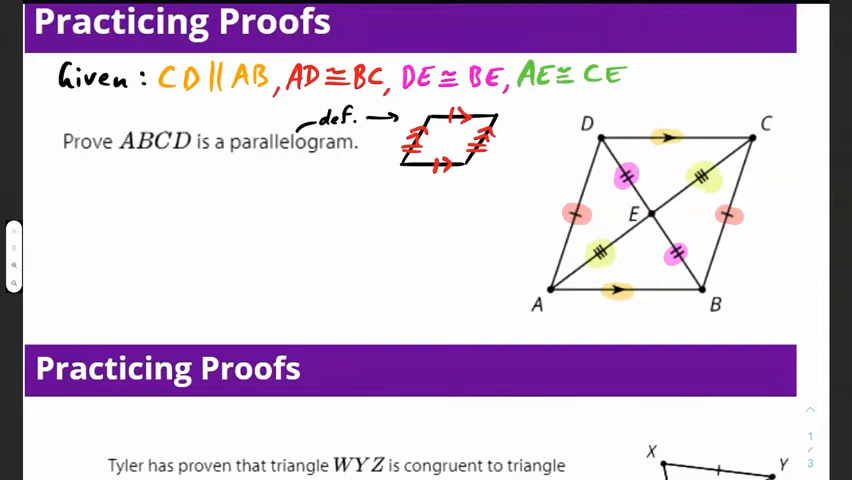 Practicing Proofs
Given: CD || AB, AD ≅ BC, DE ≅ BE, AE ≅ CE
def. →
Prove ABCD is a parallelogram.
D
C
E
A
B
Practicing Proofs
Tyler has proven that triangle WYZ is congruent to triangle
X
Y
1
/
3